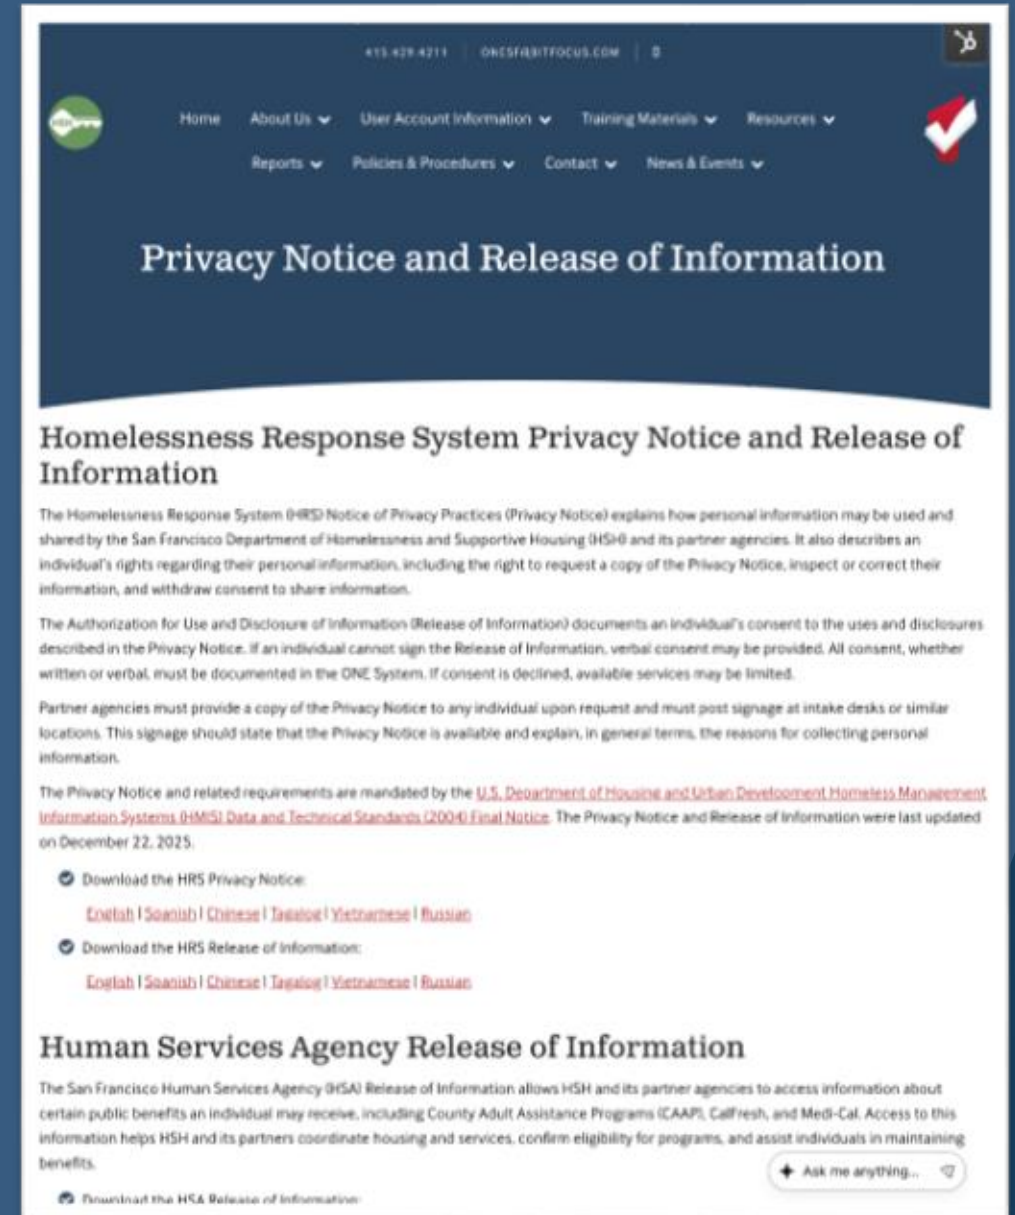 415.429.4211 | ONESF@BITFOCUS.COM |
Home About Us User Account Information Training Materials Resources
Reports Policies & Procedures Contact News & Events
Privacy Notice and Release of Information
Homelessness Response System Privacy Notice and Release of
Information
The Homelessness Response System (HRS) Notice of Privacy Practices (Privacy Notice) explains how personal information may be used and
shared by the San Francisco Department of Homelessness and Supportive Housing (HSH) and its partner agencies. It also describes an
individual's rights regarding their personal information, including the right to request a copy of the Privacy Notice, inspect or correct their
information, and withdraw consent to share information.
The Authorization for Use and Disclosure of Information (Release of Information) documents an individual's consent to the uses and disclosures
described in the Privacy Notice. If an individual cannot sign the Release of Information, verbal consent may be provided. All consent, whether
written or verbal, must be documented in the ONE System. If consent is declined, available services may be limited.
Partner agencies must provide a copy of the Privacy Notice to any individual upon request and must post signage at intake desks or similar
locations. This signage should state that the Privacy Notice is available and explain, in general terms, the reasons for collecting personal
information.
The Privacy Notice and related requirements are mandated by the U.S. Department of Housing and Urban Development Homeless Management
Information Systems (HMIS) Data and Technical Standards (2004) Final Notice. The Privacy Notice and Release of Information were last updated
on December 22, 2025.
Download the HRS Privacy Notice:
English | Spanish | Chinese | Tagalog | Vietnamese | Russian
Download the HRS Release of Information:
English | Spanish | Chinese | Tagalog | Vietnamese | Russian
Human Services Agency Release of Information
The San Francisco Human Services Agency (HSA) Release of Information allows HSH and its partner agencies to access information about
certain public benefits an individual may receive, including County Adult Assistance Programs (CAAP), CalFresh, and Medi-Cal. Access to this
information helps HSH and its partners coordinate housing and services, confirm eligibility for programs, and assist individuals in maintaining
benefits.
Ask me anything...
Download the HSA Release of Information: